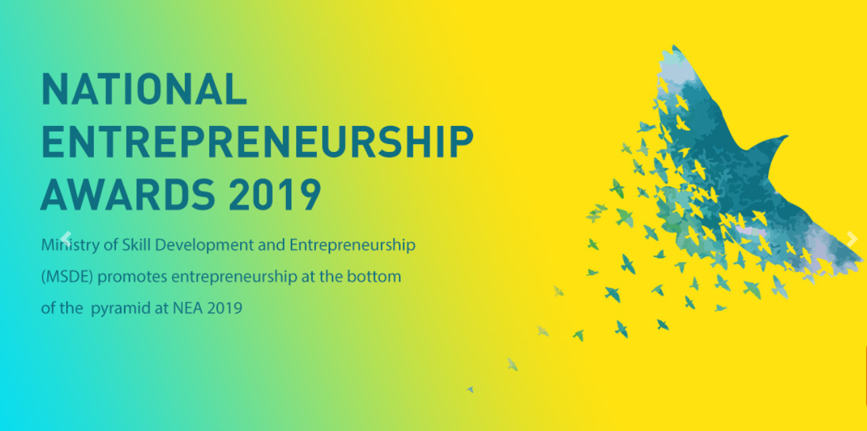 NATIONAL
ENTREPRENEURSHIP
AWARDS 2019
Ministry of Skill Development and Entrepreneurship
(MSDE) promotes entrepreneurship at the bottom
of the pyramid at NEA 2019